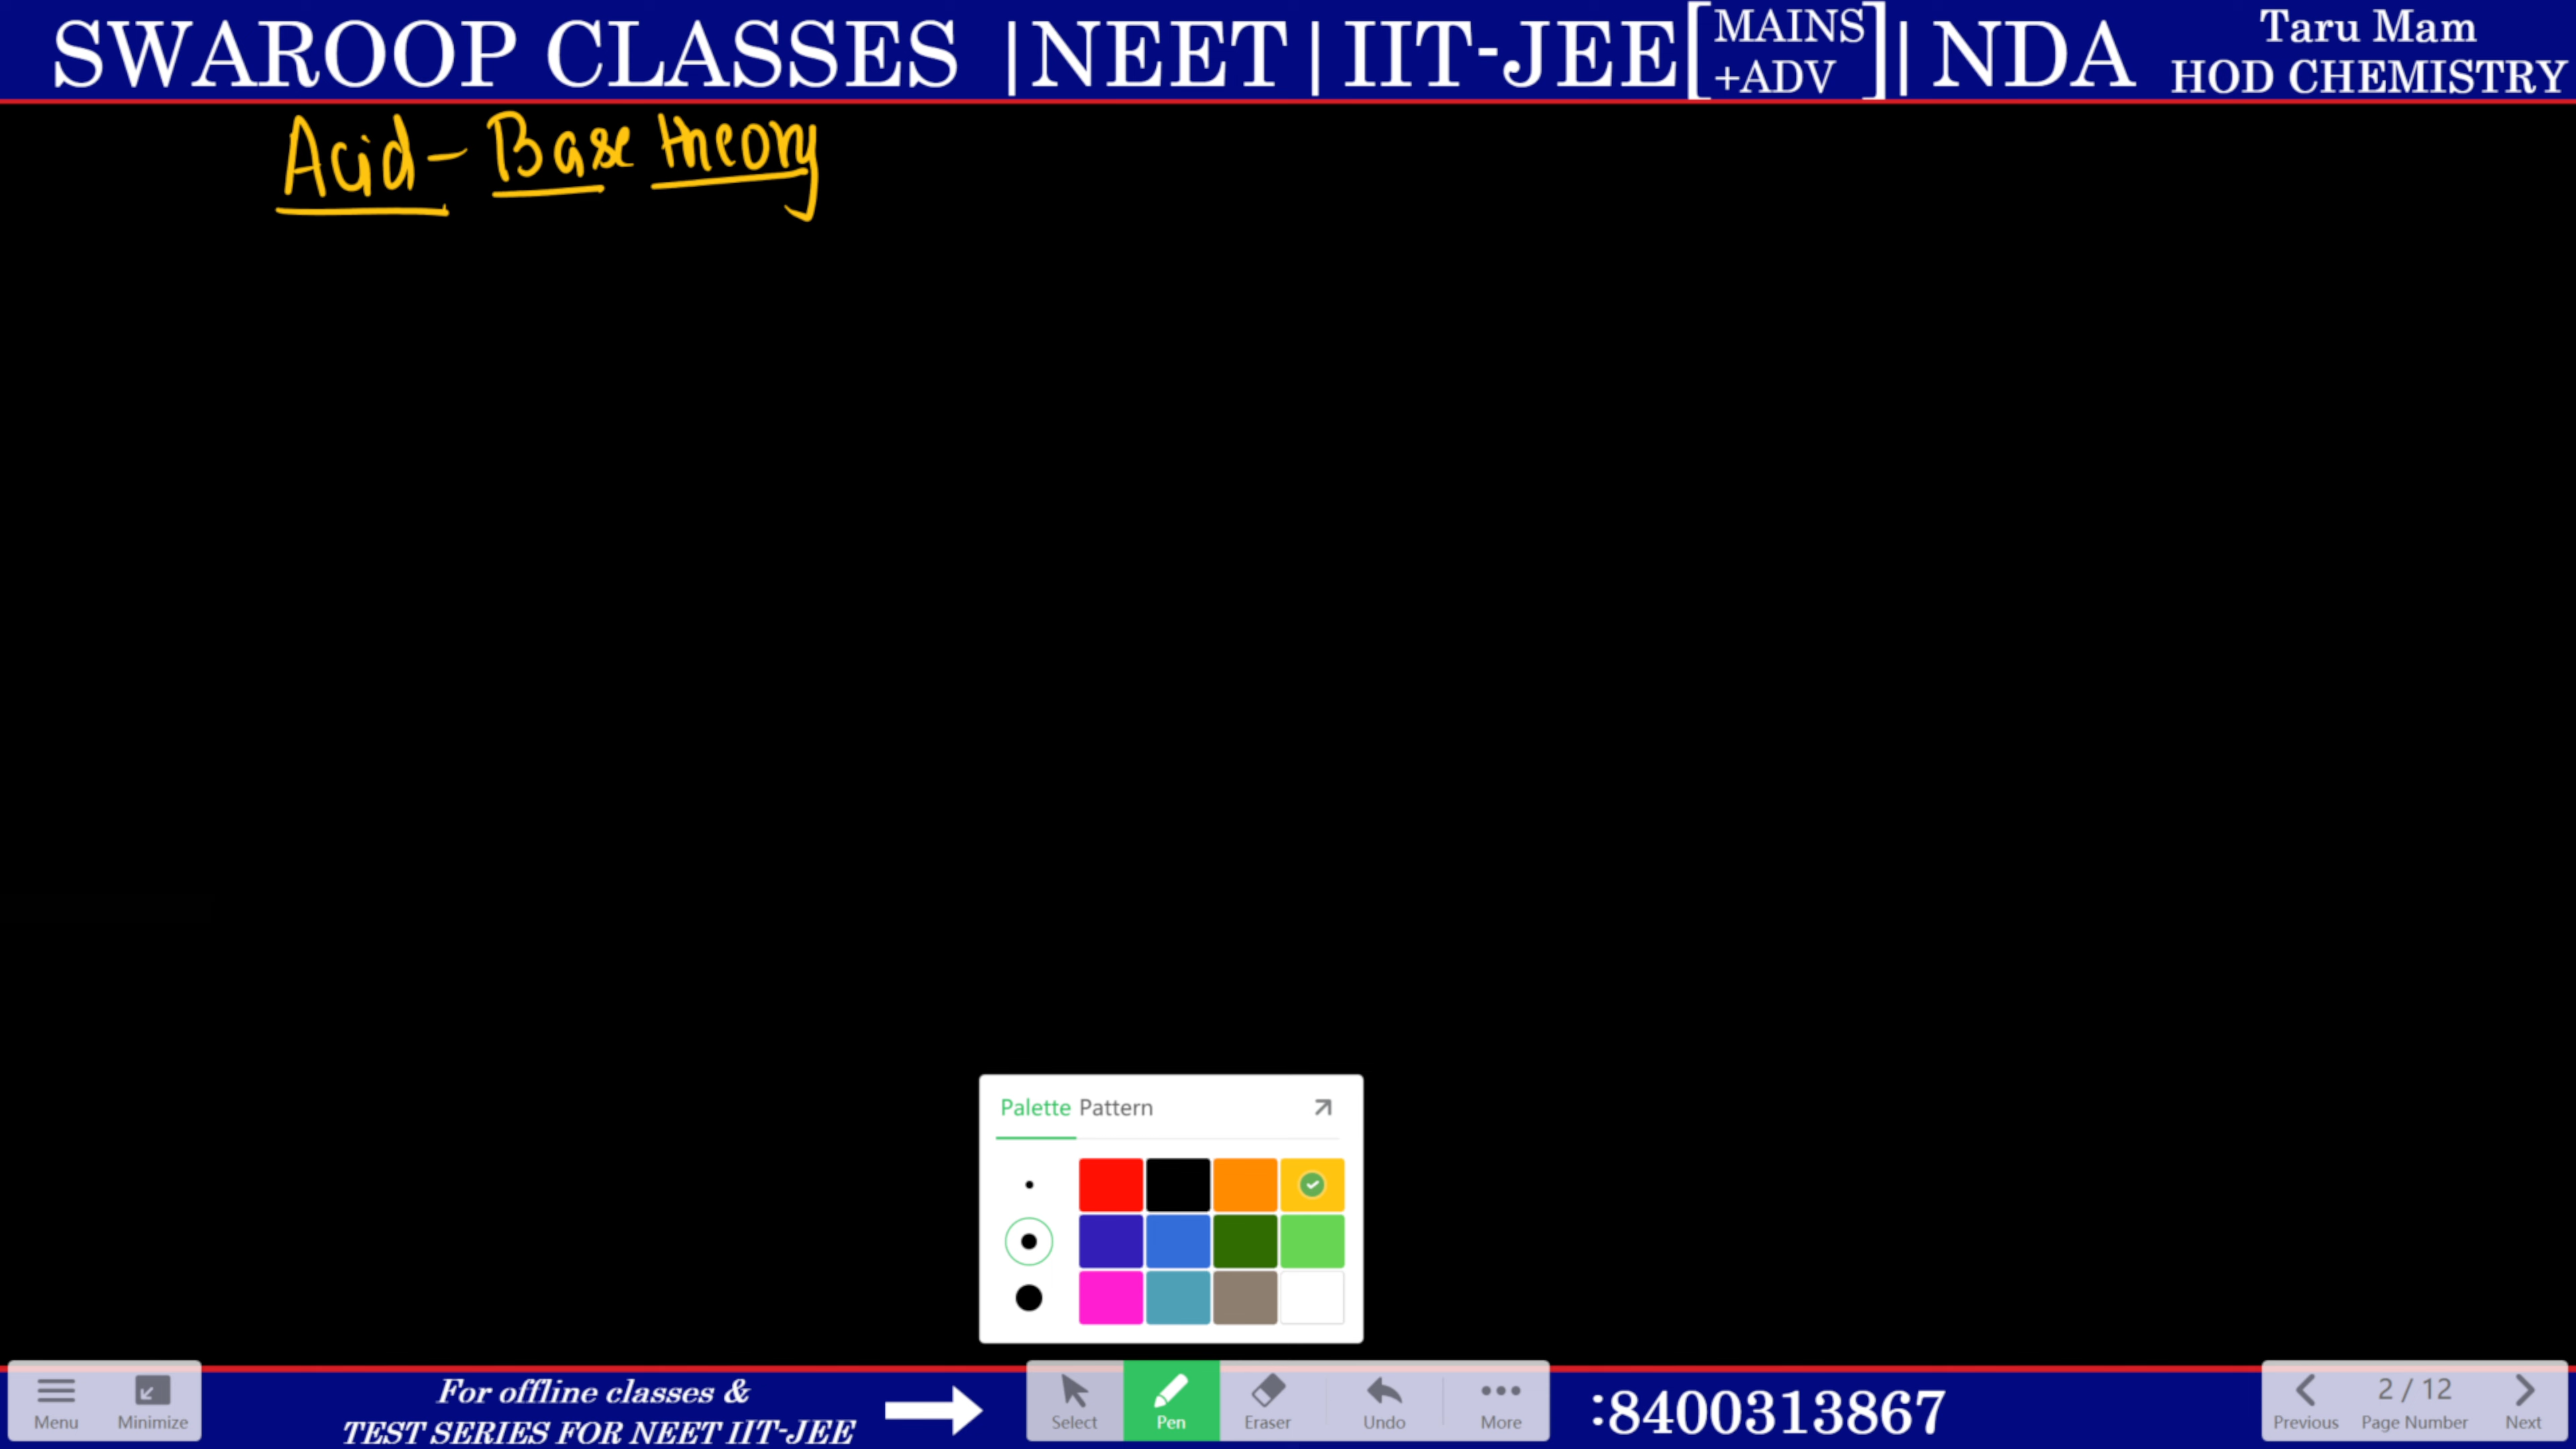 SWAROOP CLASSES |NEET| IIT-JEE[MAINS +ADV]| NDA
Taru Mam
HOD CHEMISTRY
Acid - Base theory
Palette Pattern
For offline classes &
TEST SERIES FOR NEET IIT-JEE
:8400313867
Menu Minimize
Select Pen Eraser Undo More
2 / 12
Previous Page Number Next